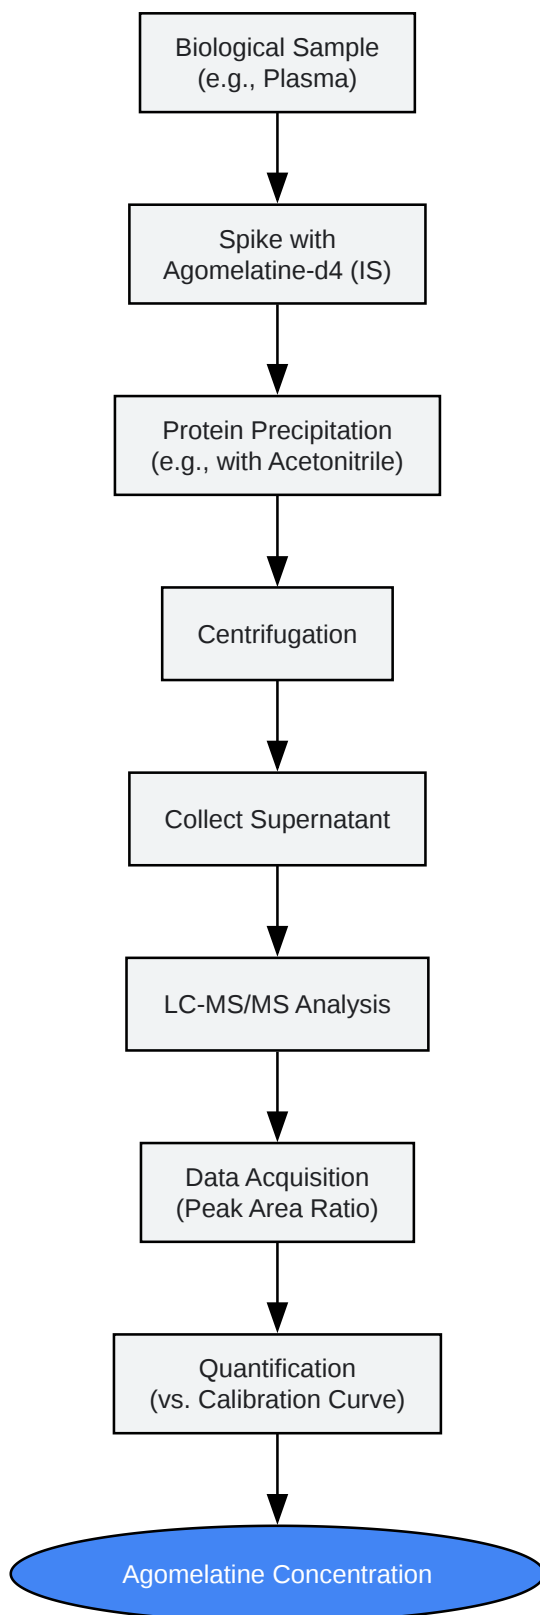 Biological Sample
(e.g., Plasma)
Spike with
Agomelatine-d4 (IS)
Protein Precipitation
(e.g., with Acetonitrile)
Centrifugation
Collect Supernatant
LC-MS/MS Analysis
Data Acquisition
(Peak Area Ratio)
Quantification
(vs. Calibration Curve)
Agomelatine Concentration